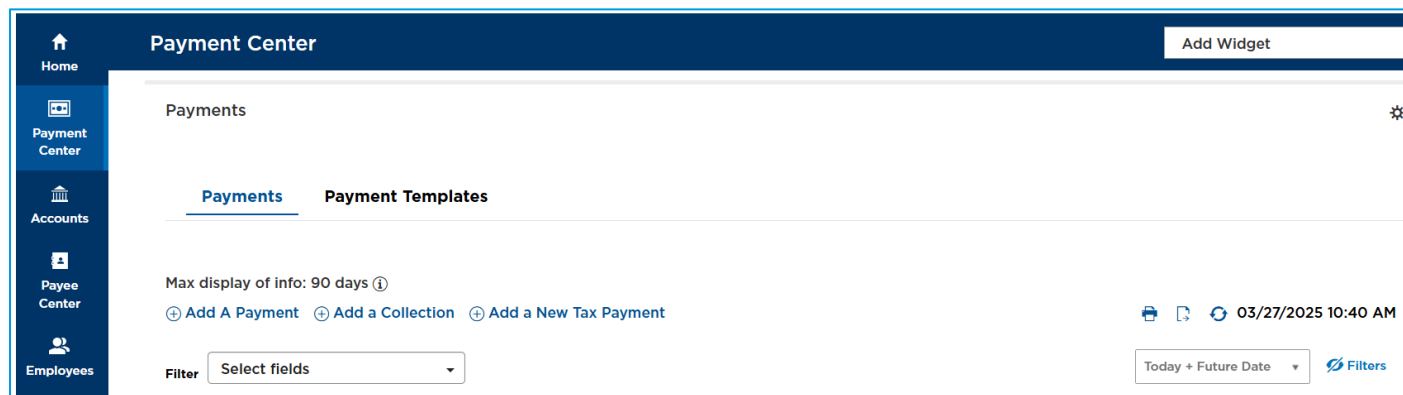 Home
Payment Center
Add Widget
Payment
Center
Payments
Accounts
Payments
Payment Templates
Payee
Center
Max display of info: 90 days
Add A Payment
Add a Collection
Add a New Tax Payment
03/27/2025 10:40 AM
Employees
Filter
Select fields
Today + Future Date
Filters